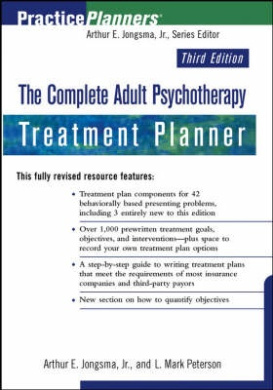 PracticePlanners®
Arthur E. Jongsma, Jr., Series Editor
Third Edition
The Complete Adult Psychotherapy
Treatment Planner
This fully revised resource features:
• Treatment plan components for 42
behaviorally based presenting problems,
including 3 entirely new to this edition
• Over 1,000 prewritten treatment goals,
objectives, and interventions—plus space to
record your own treatment plan options
• A step-by-step guide to writing treatment plans
that meet the requirements of most insurance
companies and third-party payors
• New section on how to quantify objectives
Arthur E. Jongsma, Jr., and L. Mark Peterson